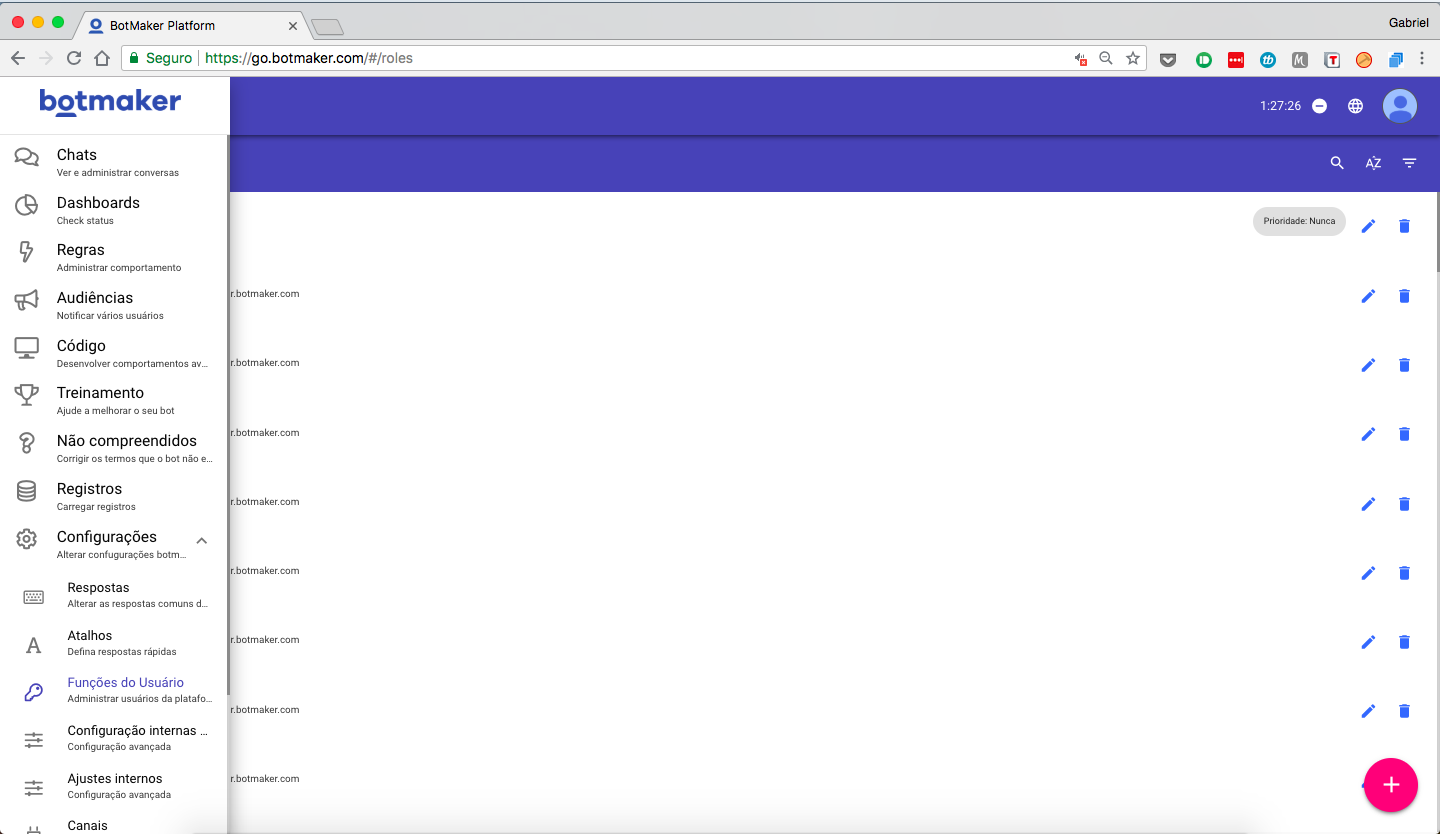 BotMaker Platform
Gabriel
Seguro
https://go.botmaker.com/#/roles
botmaker
1:27:26
Chats
Ver e administrar conversas
Dashboards
Check status
Regras
Administrar comportamento
Audiências
Notificar vários usuários
Código
Desenvolver comportamentos av...
Treinamento
Ajude a melhorar o seu bot
Não compreendidos
Corrigir os termos que o bot não e...
Registros
Carregar registros
Configurações
Alterar confugurações botm...
Respostas
Alterar as respostas comuns d...
Atalhos
Defina respostas rápidas
Funções do Usuário
Administrar usuários da platafo...
Configuração internas ...
Configuração avançada
Ajustes internos
Configuração avançada
Canais
AZ
Prioridade: Nunca
r.botmaker.com
r.botmaker.com
r.botmaker.com
r.botmaker.com
r.botmaker.com
r.botmaker.com
r.botmaker.com
r.botmaker.com